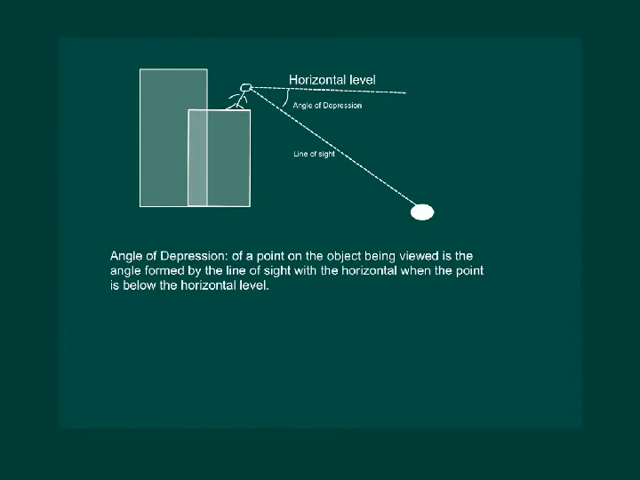 Horizontal level
Angle of Depression
Line of sight
Angle of Depression: of a point on the object being viewed is the
angle formed by the line of sight with the horizontal when the point
is below the horizontal level.